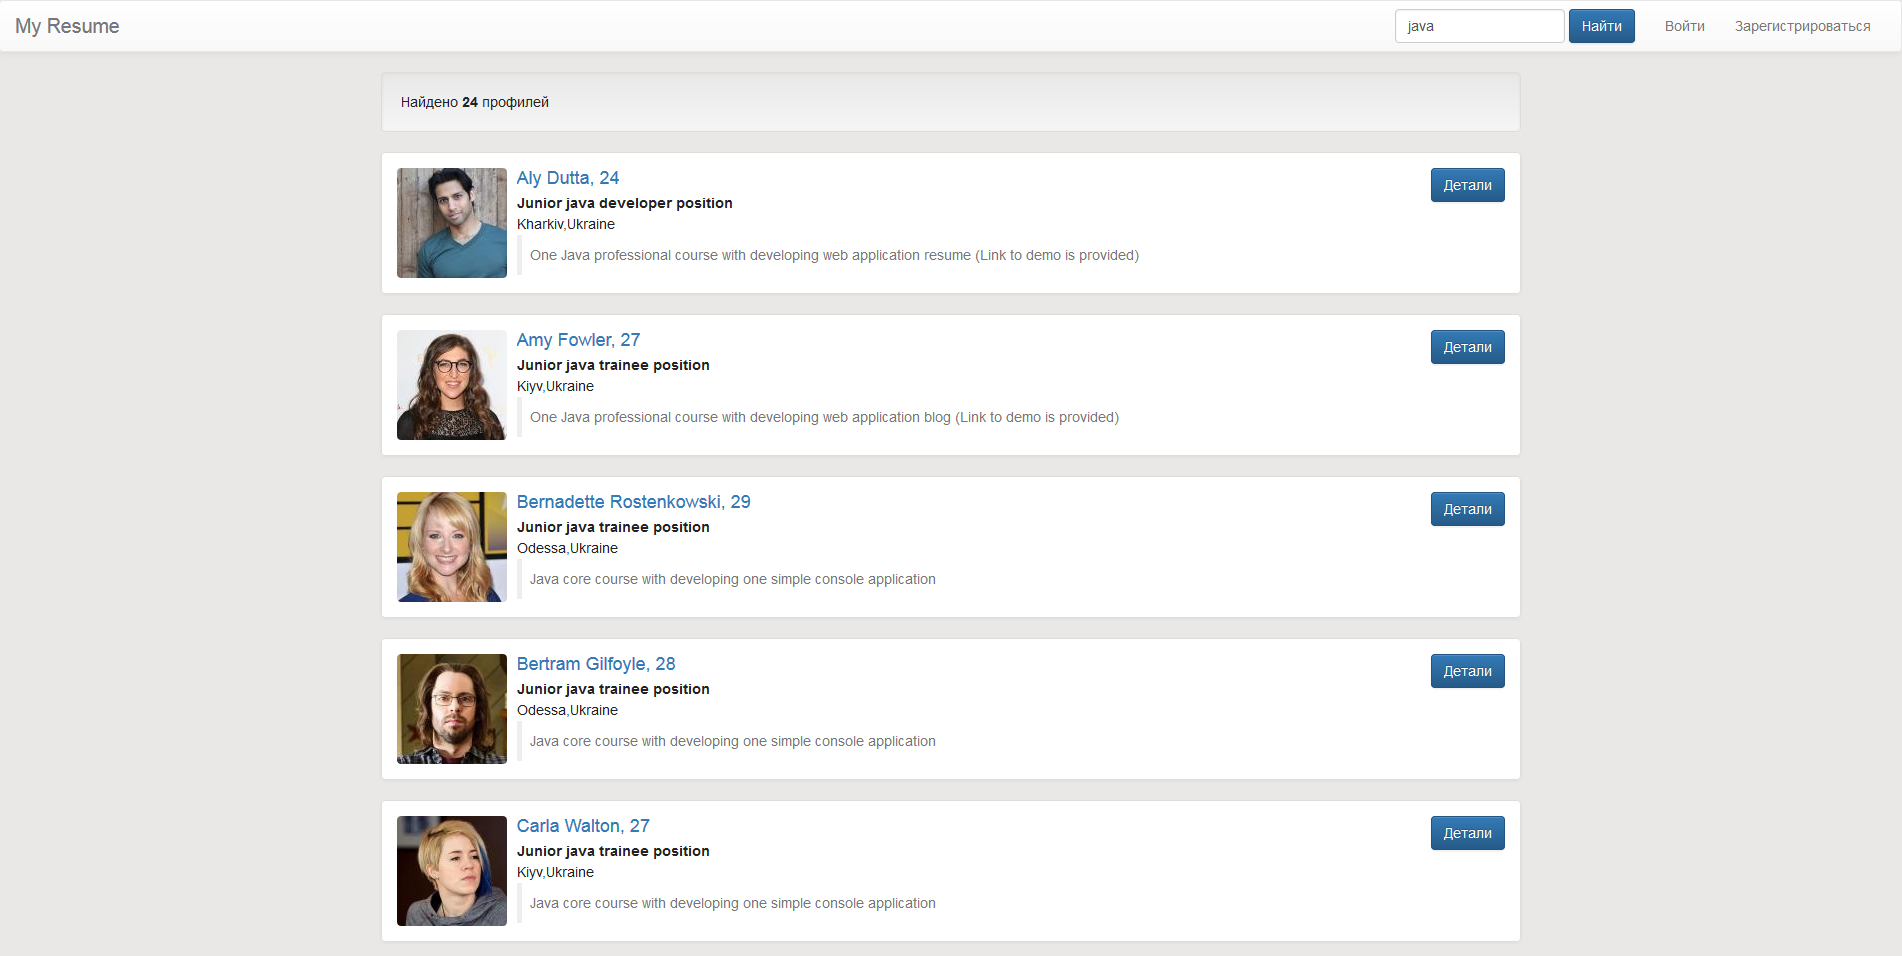 My Resume
java
Найти
Войти
Зарегистрироваться
Найдено 24 профилей
Aly Dutta, 24
Детали
Junior java developer position
Kharkiv,Ukraine
One Java professional course with developing web application resume (Link to demo is provided)
Amy Fowler, 27
Детали
Junior java trainee position
Kiyv,Ukraine
One Java professional course with developing web application blog (Link to demo is provided)
Bernadette Rostenkowski, 29
Детали
Junior java trainee position
Odessa,Ukraine
Java core course with developing one simple console application
Bertram Gilfoyle, 28
Детали
Junior java trainee position
Odessa,Ukraine
Java core course with developing one simple console application
Carla Walton, 27
Детали
Junior java trainee position
Kiyv,Ukraine
Java core course with developing one simple console application